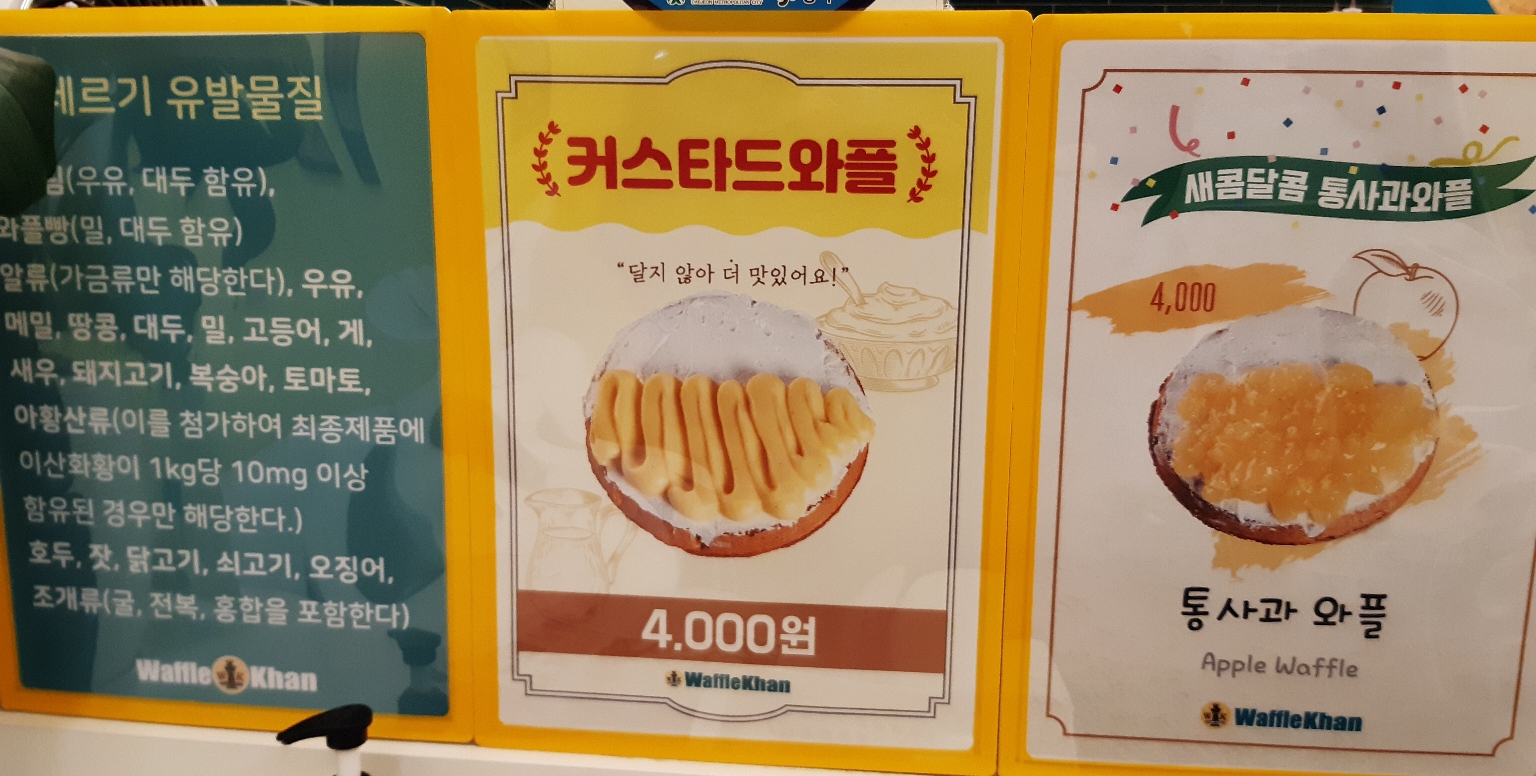 유발물질
(우유, 대두 함유),
와플빵(밀, 대두 함유)
알류(가금류만 해당한다), 우유,
메밀, 땅콩, 대두, 밀, 고등어, 게,
새우, 돼지고기, 복숭아, 토마토,
아황산류(이를 첨가하여 최종제품에
이산화황이 1kg당 10mg 이상
함유된 경우만 해당한다.)
호두, 잣, 닭고기, 쇠고기, 오징어,
조개류(굴, 전복, 홍합을 포함한다)
Waffle Khan
커스타드와플
“달지 않아 더 맛있어요!”
4.000원
WaffleKhan
새콤달콤 통사과와플
4,000
통사과 와플
Apple Waffle
WaffleKhan